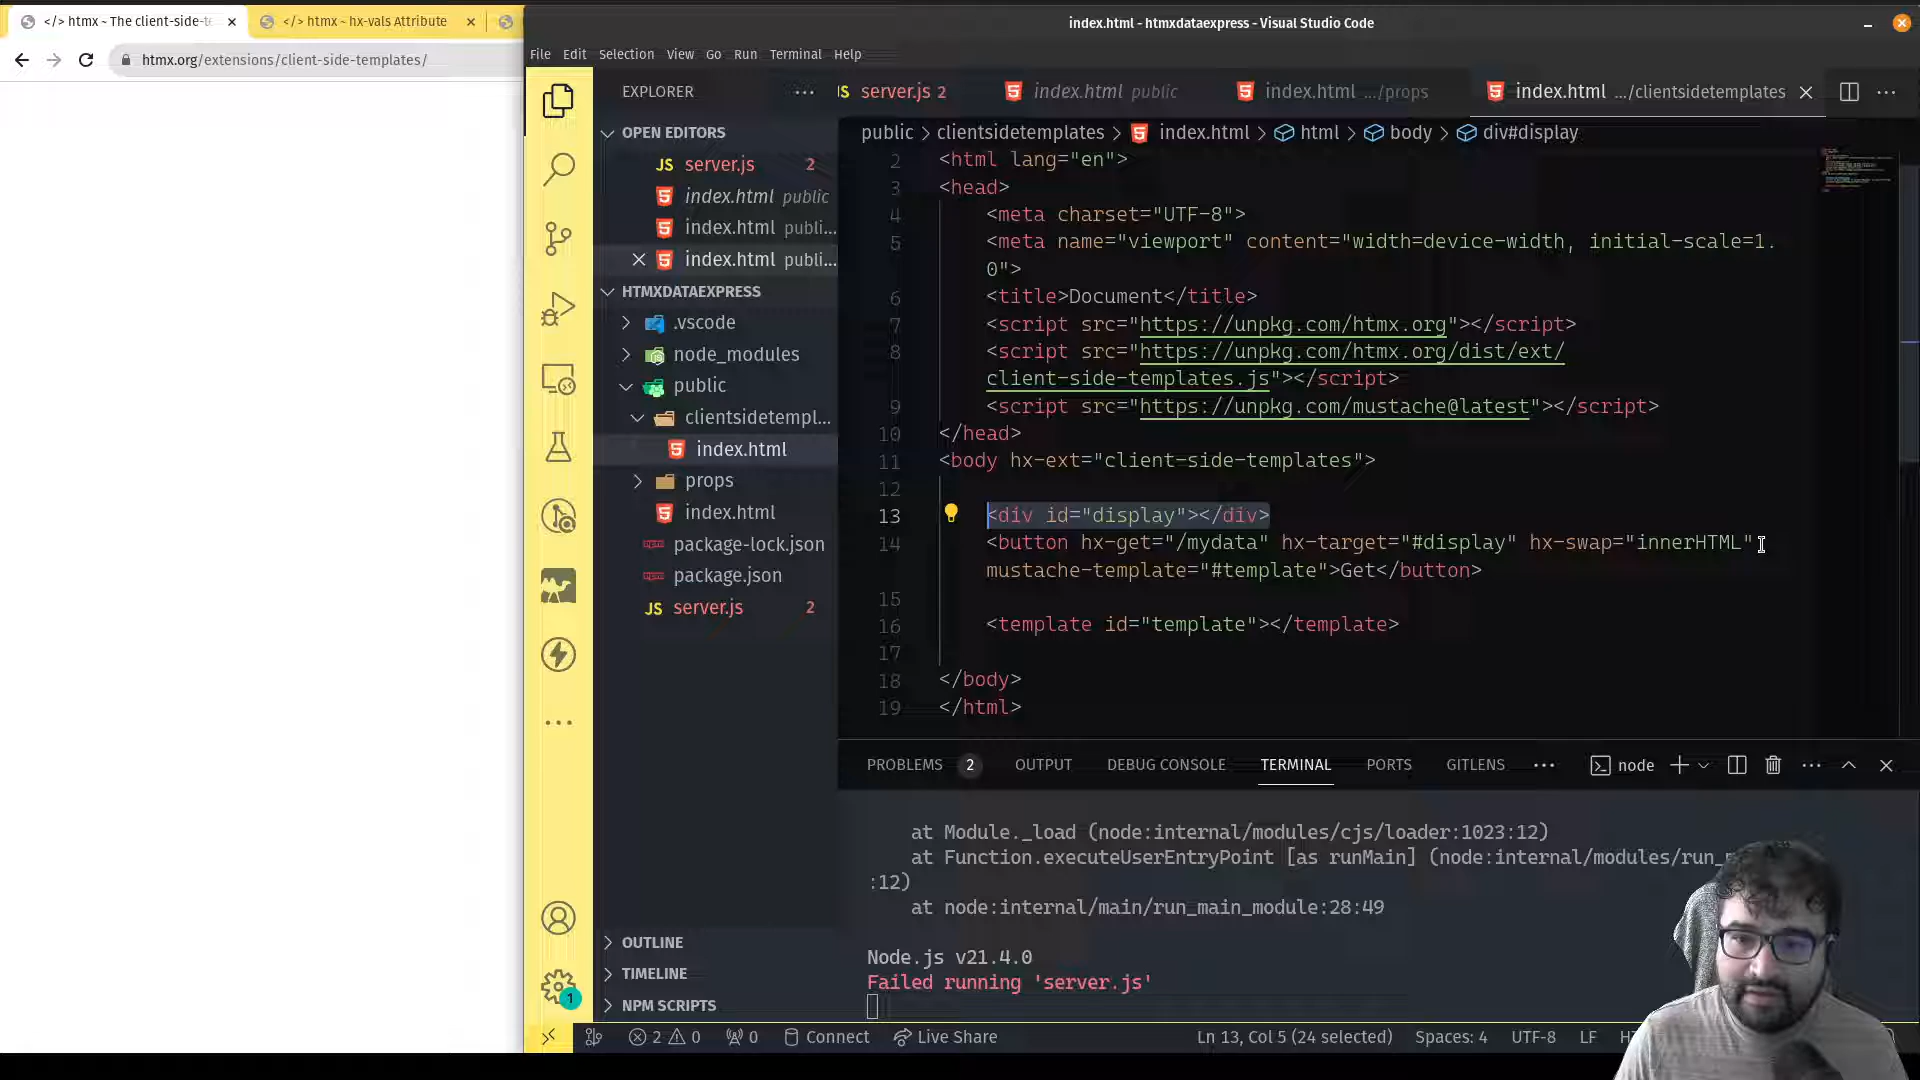 </> htmx ~ The client-side-te
</> htmx ~ hx-vals Attribute
htmx.org/extensions/client-side-templates/
index.html - htmxdataexpress - Visual Studio Code
File Edit Selection View Go Run Terminal Help
EXPLORER
JS server.js 2
index.html public
index.html .../props
index.html .../clientsidetemplates
public > clientsidetemplates > index.html > html > body > div#display
OPEN EDITORS
JS server.js 2
index.html public
index.html publi...
index.html publi...
HTMXDATAEXPRESS
.vscode
node_modules
public
clientsidetempl...
index.html
props
index.html
package-lock.json
package.json
JS server.js 2
OUTLINE
TIMELINE
NPM SCRIPTS
2 <html lang="en">
3 <head>
4 <meta charset="UTF-8">
5 <meta name="viewport" content="width=device-width, initial-scale=1.
0">
6 <title>Document</title>
7 <script src="https://unpkg.com/htmx.org"></script>
8 <script src="https://unpkg.com/htmx.org/dist/ext/
client-side-templates.js"></script>
9 <script src="https://unpkg.com/mustache@latest"></script>
10 </head>
11 <body hx-ext="client-side-templates">
12
13 <div id="display"></div>
14 <button hx-get="/mydata" hx-target="#display" hx-swap="innerHTML"
mustache-template="#template">Get</button>
15
16 <template id="template"></template>
17
18 </body>
19 </html>
PROBLEMS 2 OUTPUT DEBUG CONSOLE TERMINAL PORTS GITLENS ... node
at Module._load (node:internal/modules/cjs/loader:1023:12)
at Function.executeUserEntryPoint [as runMain] (node:internal/modules/run_
:12)
at node:internal/main/run_main_module:28:49
Node.js v21.4.0
Failed running 'server.js'
1
2 0 0 Connect Live Share Ln 13, Col 5 (24 selected) Spaces: 4 UTF-8 LF